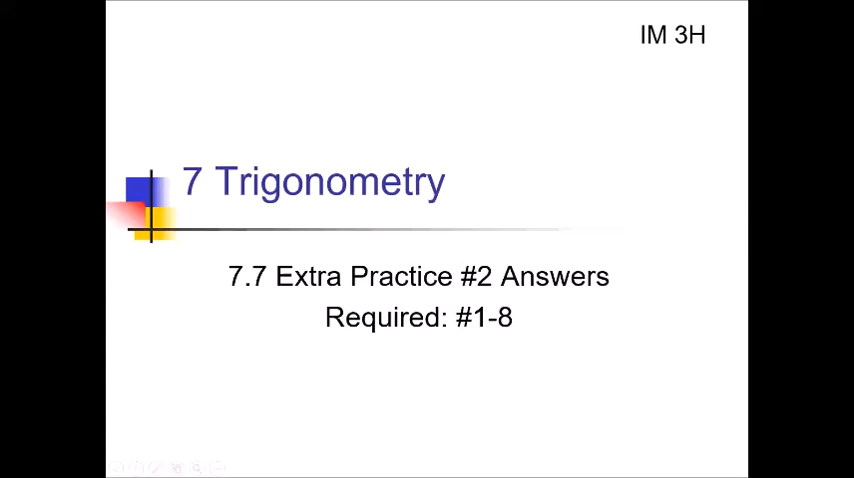 IM 3H
7 Trigonometry
7.7 Extra Practice #2 Answers
Required: #1-8